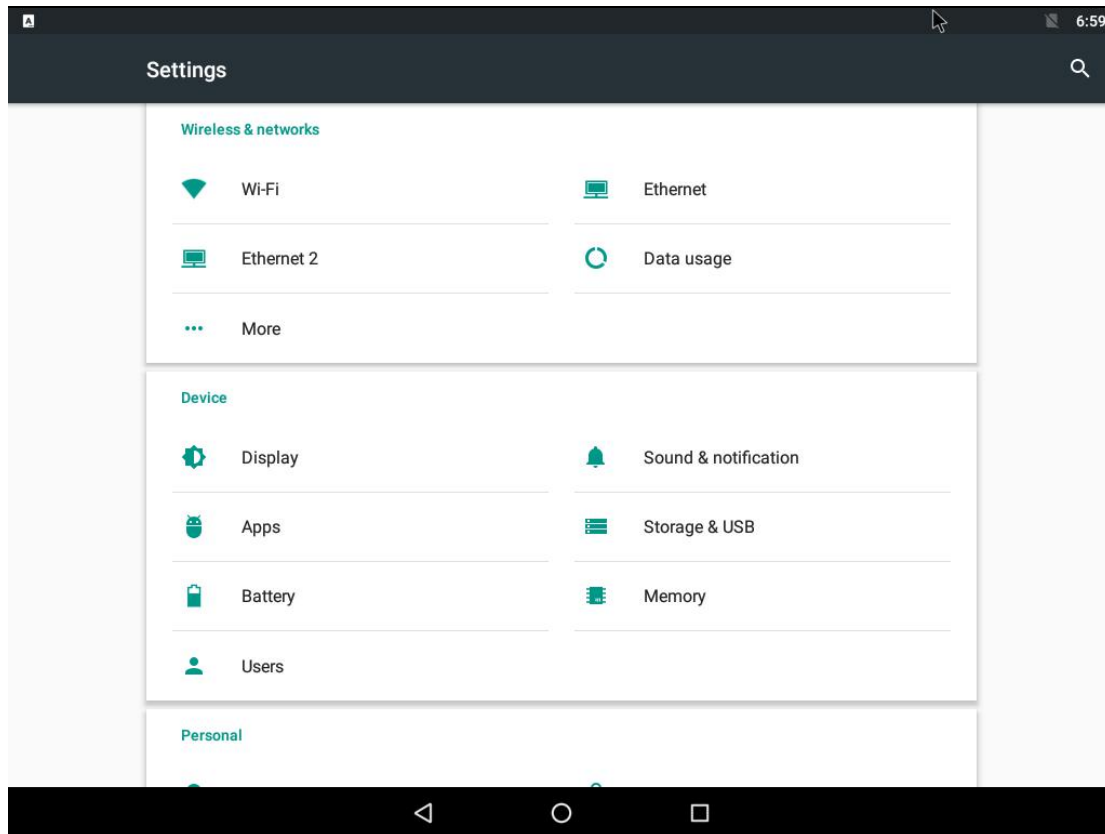 A
6:59
Settings
Wireless & networks
Wi-Fi
Ethernet
Ethernet 2
Data usage
More
Device
Display
Sound & notification
Apps
Storage & USB
Battery
Memory
Users
Personal